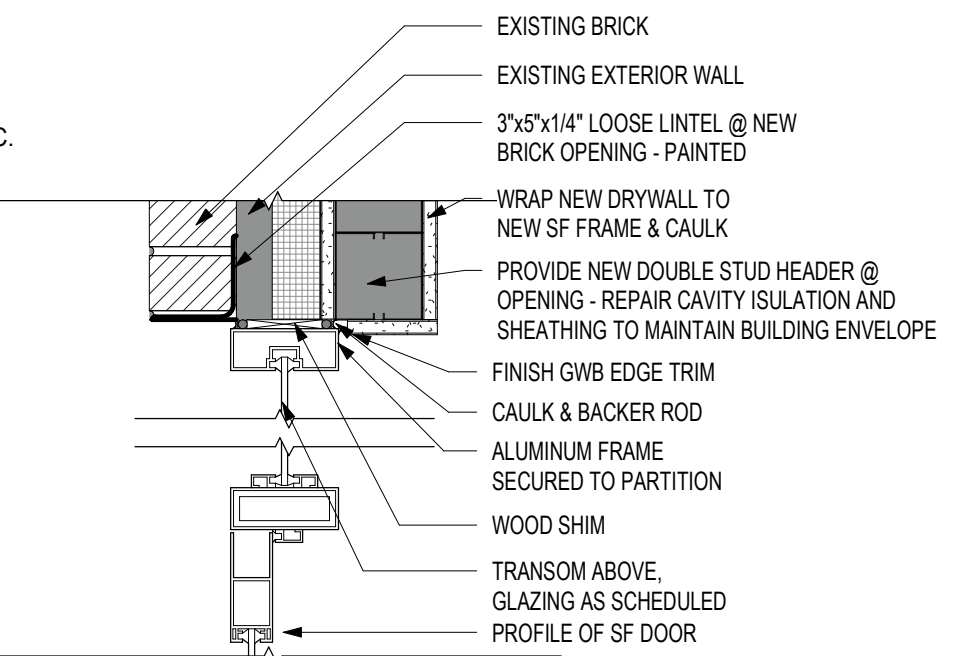 EXISTING BRICK
EXISTING EXTERIOR WALL
C.
3"x5"x1/4" LOOSE LINTEL @ NEW
BRICK OPENING - PAINTED
WRAP NEW DRYWALL TO
NEW SF FRAME & CAULK
PROVIDE NEW DOUBLE STUD HEADER @
OPENING - REPAIR CAVITY ISULATION AND
SHEATHING TO MAINTAIN BUILDING ENVELOPE
FINISH GWB EDGE TRIM
CAULK & BACKER ROD
ALUMINUM FRAME
SECURED TO PARTITION
WOOD SHIM
TRANSOM ABOVE,
GLAZING AS SCHEDULED
PROFILE OF SF DOOR